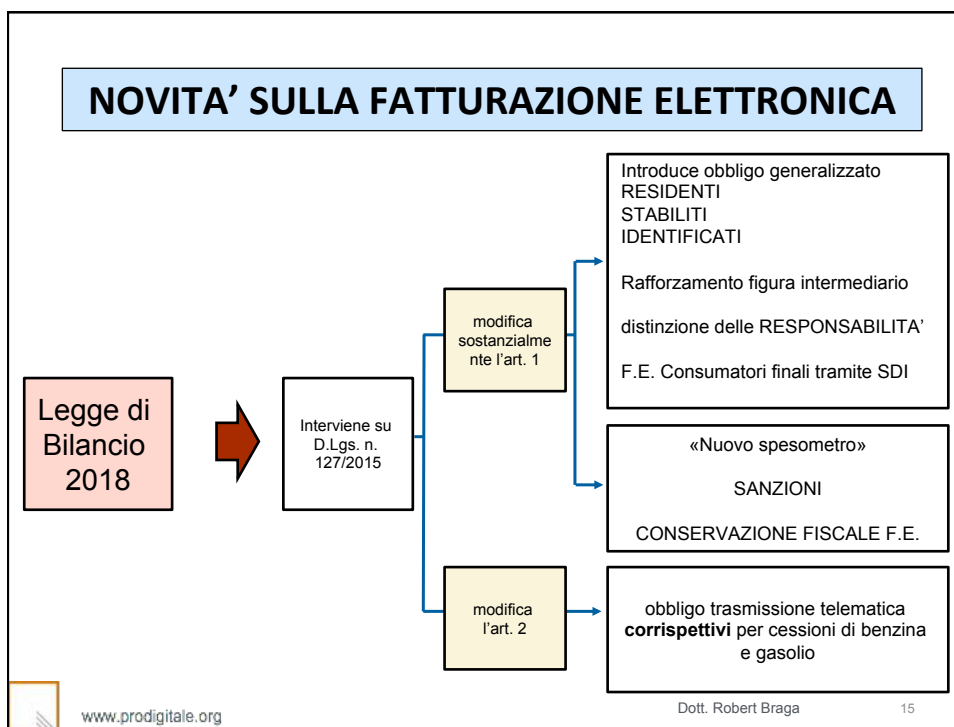 NOVITA’ SULLA FATTURAZIONE ELETTRONICA
Legge di
Bilancio
2018
Interviene su
D.Lgs. n.
127/2015
modifica
sostanzialme
nte l’art. 1
Introduce obbligo generalizzato
RESIDENTI
STABILITI
IDENTIFICATI
Rafforzamento figura intermediario
distinzione delle RESPONSABILITA’
F.E. Consumatori finali tramite SDI
«Nuovo spesometro»
SANZIONI
CONSERVAZIONE FISCALE F.E.
modifica
l’art. 2
obbligo trasmissione telematica
corrispettivi per cessioni di benzina
e gasolio
www.prodigitale.org
Dott. Robert Braga
15